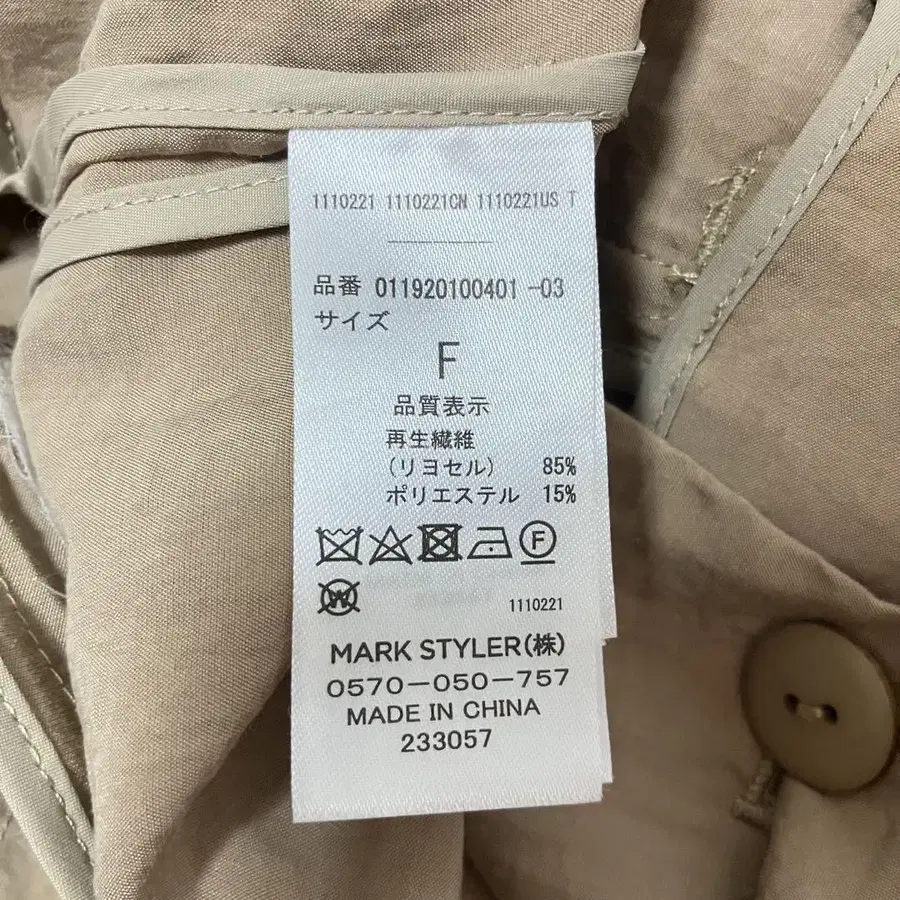 1110221 1110221CN 1110221US T
品番 011920100401 -03
サイズ
F
品質表示
再生繊維
(リヨセル) 85%
ポリエステル 15%
F
W
1110221
MARK STYLER(株)
0570-050-757
MADE IN CHINA
233057